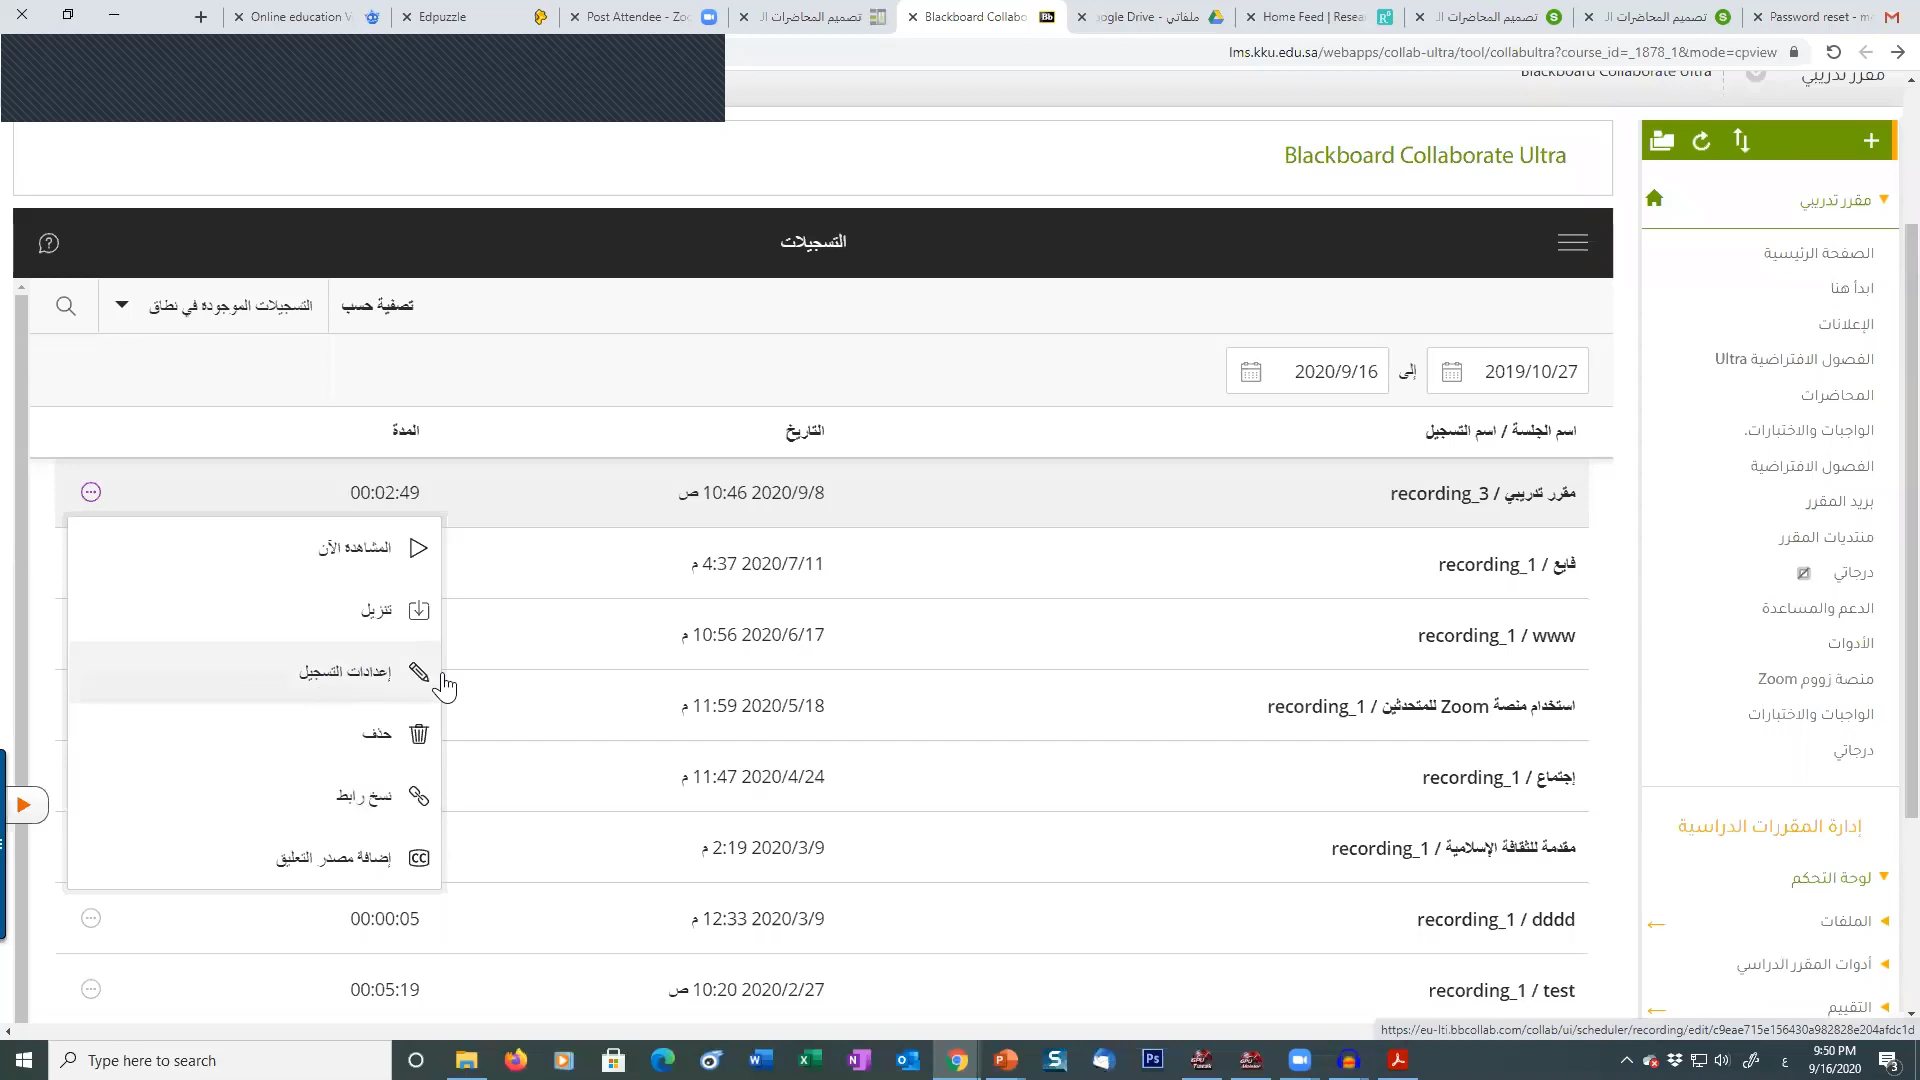 Online education V
Edpuzzle
Post Attendee - Zo
تصميم المحاضرات ال
Blackboard Collabo
ogle Drive - ملفاتي
Home Feed | Resea
تصميم المحاضرات ال
تصميم المحاضرات ال
Password reset - m
lms.kku.edu.sa/webapps/collab-ultra/tool/collabultra?course_id=_1878_1&mode=cpview
مقرر تدريبي
Blackboard Collaborate Ultra
Blackboard Collaborate Ultra
التسجيلات
تصفية حسب
التسجيلات الموجودة في نطاق
2019/10/27 إلى 2020/9/16
اسم الجلسة / اسم التسجيل
التاريخ
المدة
مقرر تدريبي / recording_3
2020/9/8 10:46 ص
00:02:49
فايع / recording_1
2020/7/11 4:37 م
recording_1 / www
2020/6/17 10:56 م
استخدام منصة Zoom للمتحدثين / recording_1
2020/5/18 11:59 م
إجتماع / recording_1
2020/4/24 11:47 م
مقدمة للثقافة الإسلامية / recording_1
2020/3/9 2:19 م
recording_1 / dddd
2020/3/9 12:33 م
00:00:05
recording_1 / test
2020/2/27 10:20 ص
00:05:19
المشاهدة الآن
تنزيل
إعدادات التسجيل
حذف
نسخ رابط
إضافة مصدر التعليق
CC
مقرر تدريبي
الصفحة الرئيسية
ابدأ هنا
الإعلانات
الفصول الافتراضية Ultra
المحاضرات
الواجبات والاختبارات.
الفصول الافتراضية
بريد المقرر
منتديات المقرر
درجاتي
الدعم والمساعدة
الأدوات
منصة زووم Zoom
الواجبات والاختبارات
درجاتي
إدارة المقررات الدراسية
لوحة التحكم
الملفات
أدوات المقرر الدراسي
التقييم
https://eu-lti.bbcollab.com/collab/ui/scheduler/recording/edit/c9eae715e156430a982828e204afdc1d
Type here to search
ع
9:50 PM
9/16/2020
3